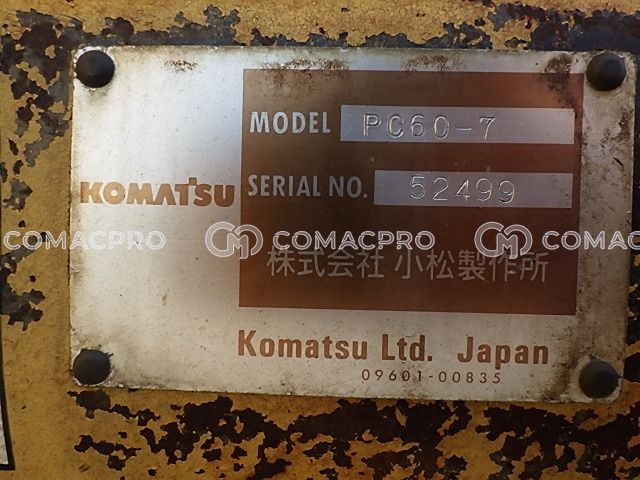 MODEL PC60-7
KOMATSU
SERIAL NO. 52499
COMACPRO COMACPRO COMACPRO
株式会社 小松製作所
Komatsu Ltd. Japan
09601-00835